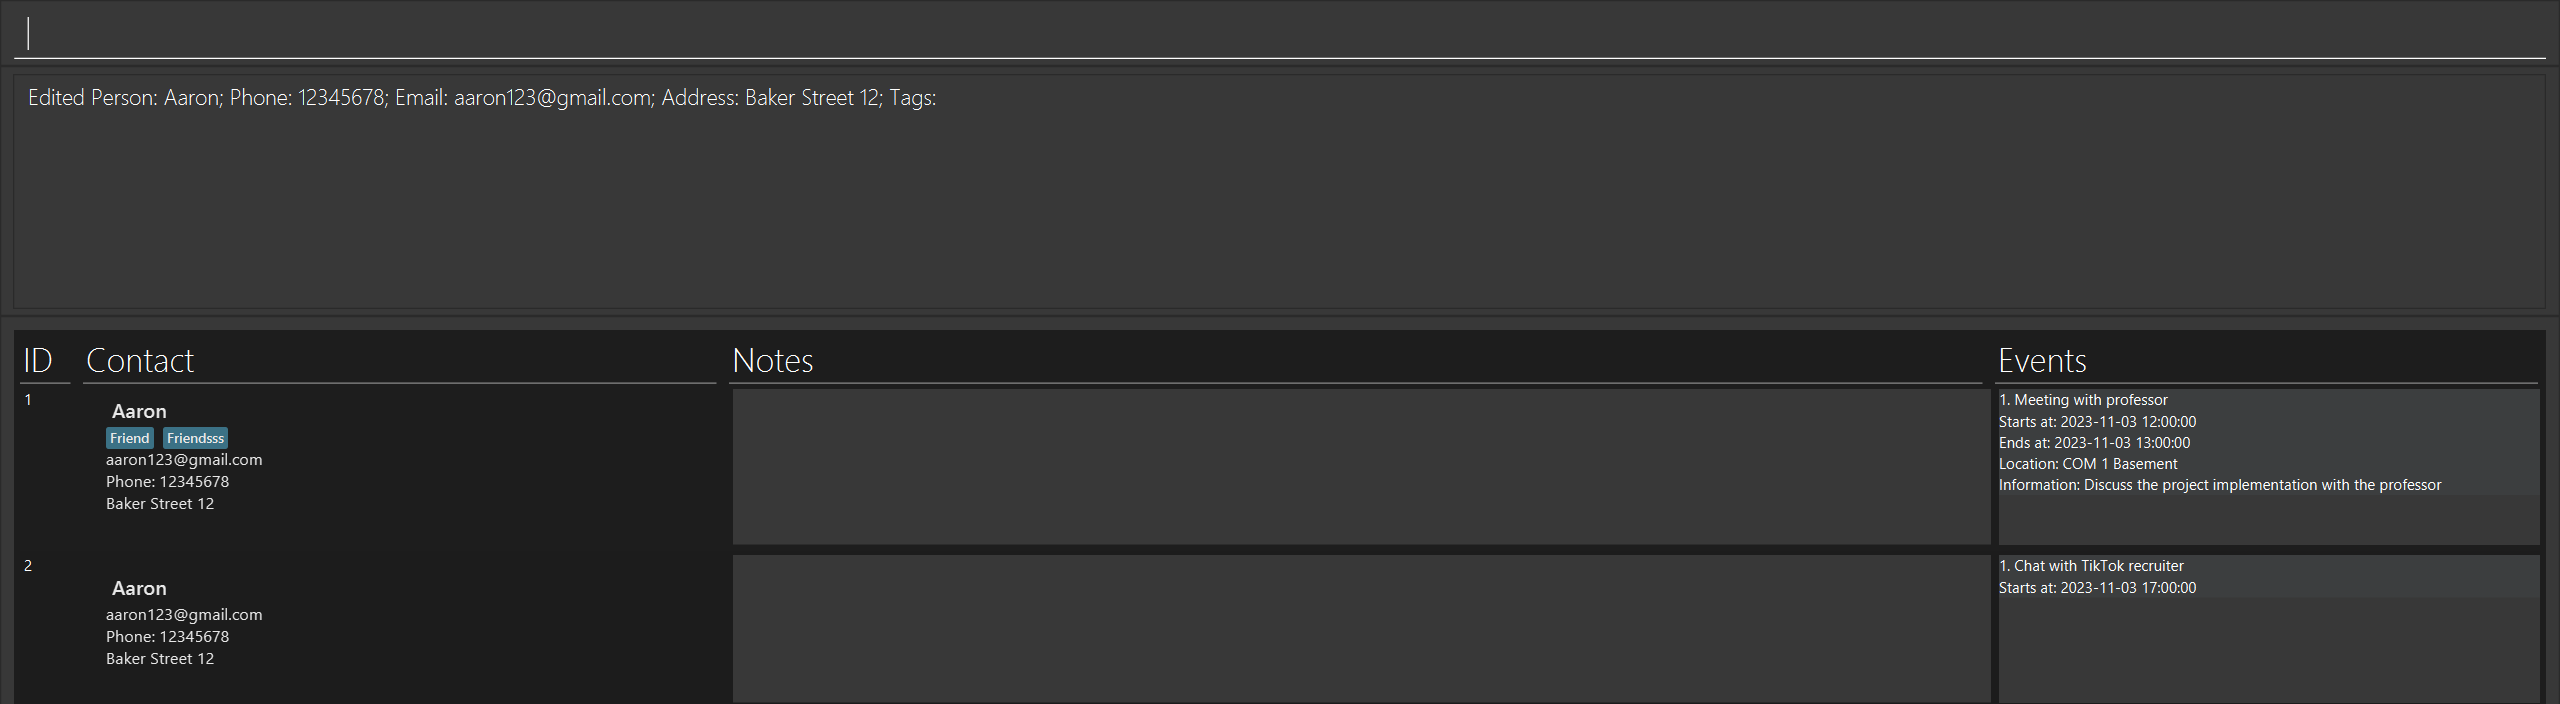 Edited Person: Aaron; Phone: 12345678; Email: aaron123@gmail.com; Address: Baker Street 12; Tags:
ID Contact Notes Events
1
Aaron
Friend Friendsss
aaron123@gmail.com
Phone: 12345678
Baker Street 12
1. Meeting with professor
Starts at: 2023-11-03 12:00:00
Ends at: 2023-11-03 13:00:00
Location: COM 1 Basement
Information: Discuss the project implementation with the professor
2
Aaron
aaron123@gmail.com
Phone: 12345678
Baker Street 12
1. Chat with TikTok recruiter
Starts at: 2023-11-03 17:00:00